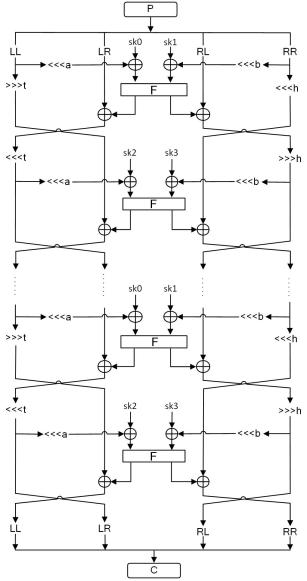 P
LL LR sk0 sk1 RL RR
<<<a <<<b
>>>t F <<<h
<<<t sk2 sk3 >>>h
<<<a <<<b
F
sk0 sk1
<<<a <<<b
>>>t F <<<h
<<<t sk2 sk3 >>>h
<<<a <<<b
F
LL LR RL RR
C